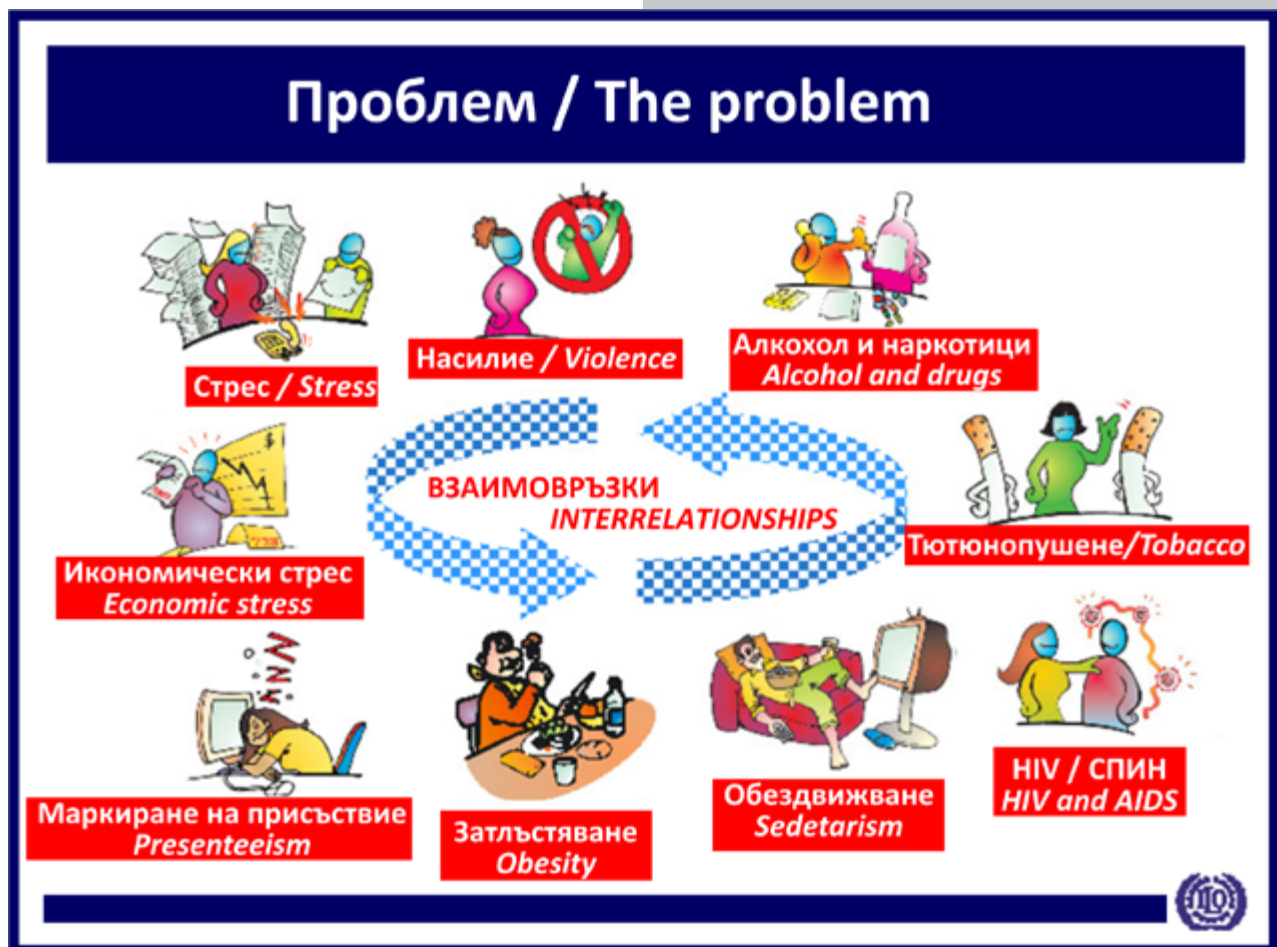 Проблем / The problem
Стрес / Stress
Насилие / Violence
Алкохол и наркотици
Alcohol and drugs
ВЗАИМОВРЪЗКИ
INTERRELATIONSHIPS
Тютюнопушене/Tobacco
Икономически стрес
Economic stress
Маркиране на присъствие
Presenteeism
Затлъстяване
Obesity
Обездвижване
Sedetarism
HIV / СПИН
HIV and AIDS
ILO